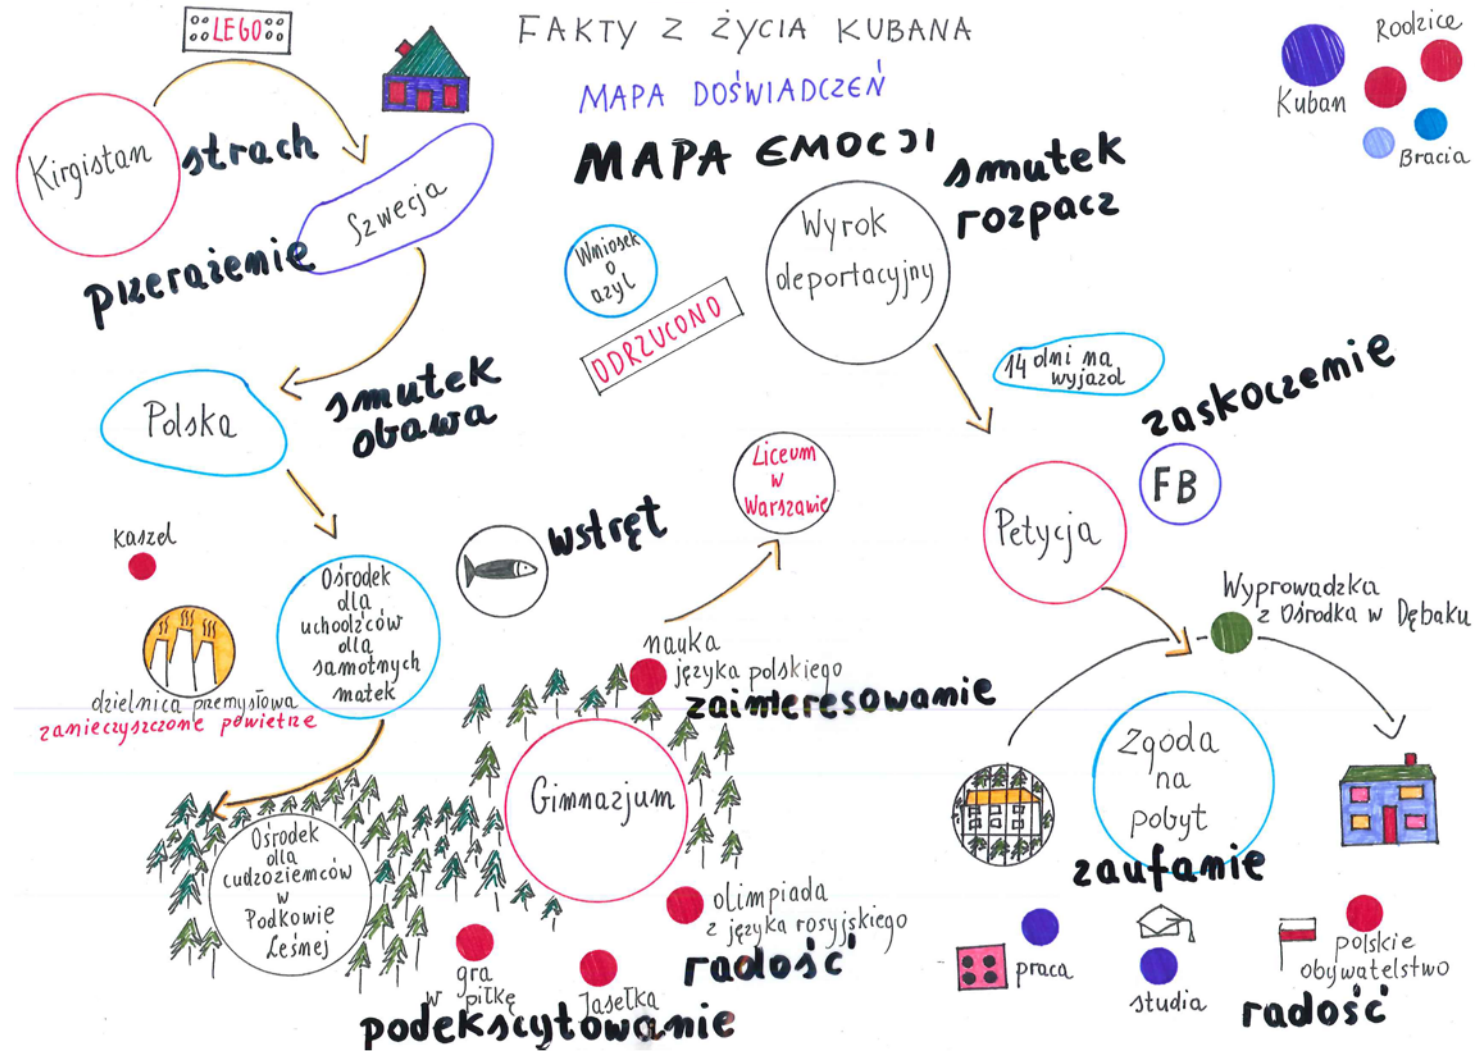 LEGO
FAKTY Z ŻYCIA KUBANA
MAPA DOŚWIADCZEŃ
MAPA EMOCJI
Rodzice
Kuban
Bracia
Kirgistan
strach
Szwecja
przerażenie
Polska
smutek
obawa
kaszel
dzielnica przemysłowa
zanieczyszczone powietrze
Ośrodek
dla
uchodźców
dla
samotnych
matek
wstręt
Ośrodek
dla
cudzoziemców
w
Podkowie
Leśnej
Gimnazjum
nauka
języka polskiego
zainteresowanie
gra
w piłkę
Jasełka
podekscytowanie
olimpiada
z języka rosyjskiego
radość
Liceum
w
Warszawie
Wniosek
o
azyl
ODRZUCONO
Wyrok
deportacyjny
smutek
rozpacz
14 dni na
wyjazd
zaskoczenie
Petycja
FB
Wyprowadzka
z Ośrodka w Dębaku
Zgoda
na
pobyt
zaufanie
praca
studia
polskie
obywatelstwo
radość